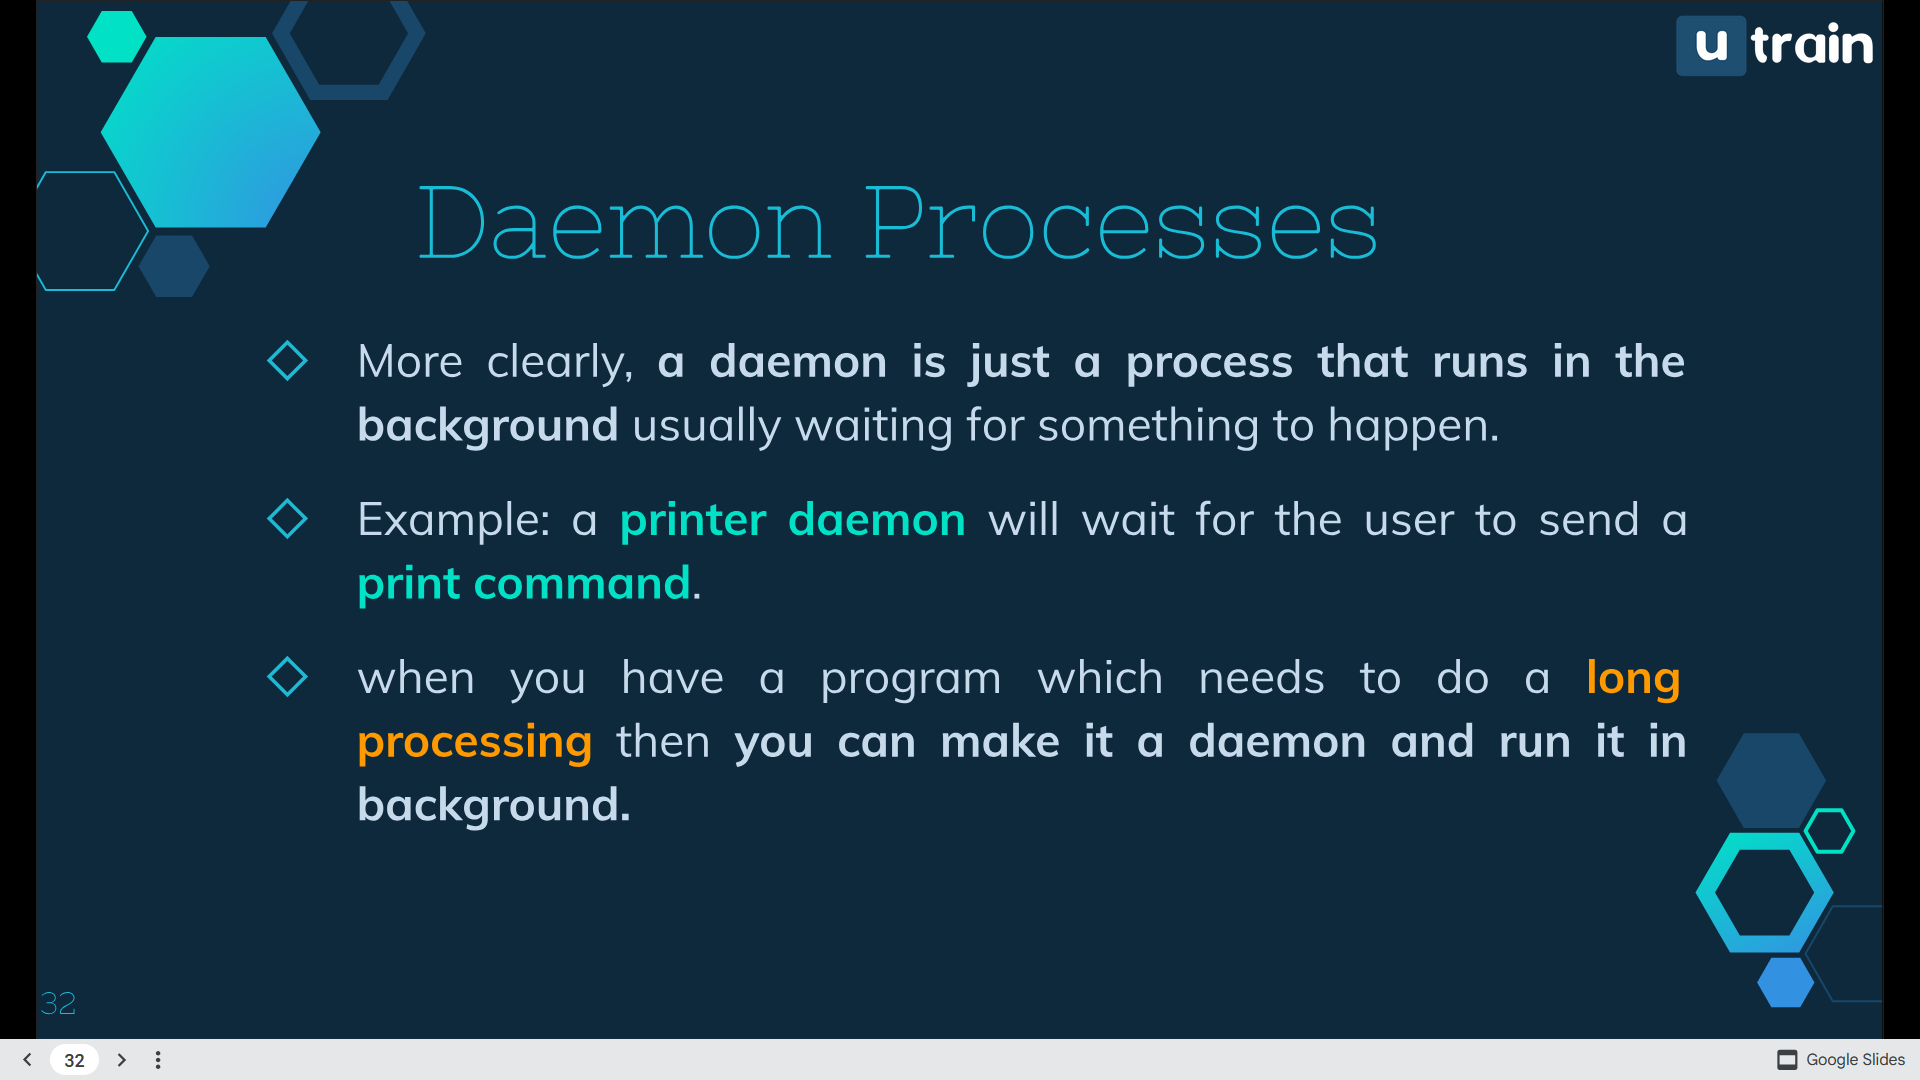 u train
Daemon Processes
More clearly, a daemon is just a process that runs in the
background usually waiting for something to happen.
Example: a printer daemon will wait for the user to send a
print command.
when you have a program which needs to do a long
processing then you can make it a daemon and run it in
background.
32
32
Google Slides